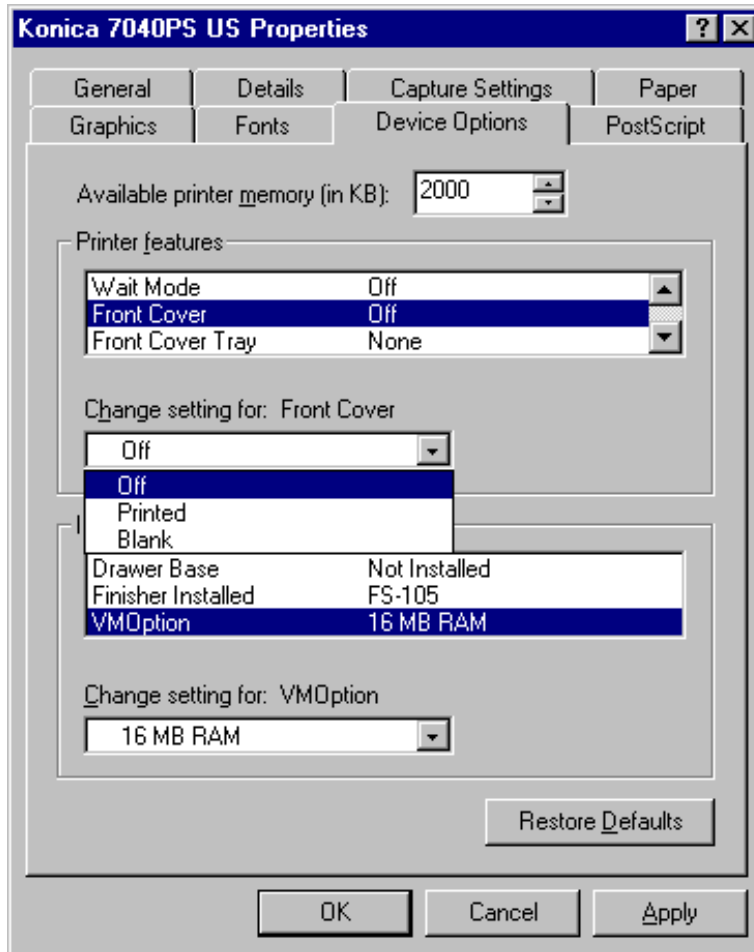 Konica 7040PS US Properties
General Details Capture Settings Paper
Graphics Fonts Device Options PostScript
Available printer memory (in KB): 2000
Printer features
Wait Mode Off
Front Cover Off
Front Cover Tray None
Change setting for: Front Cover
Off
Off
Printed
Blank
Drawer Base Not Installed
Finisher Installed FS-105
VMOption 16 MB RAM
Change setting for: VMOption
16 MB RAM
Restore Defaults
OK Cancel Apply